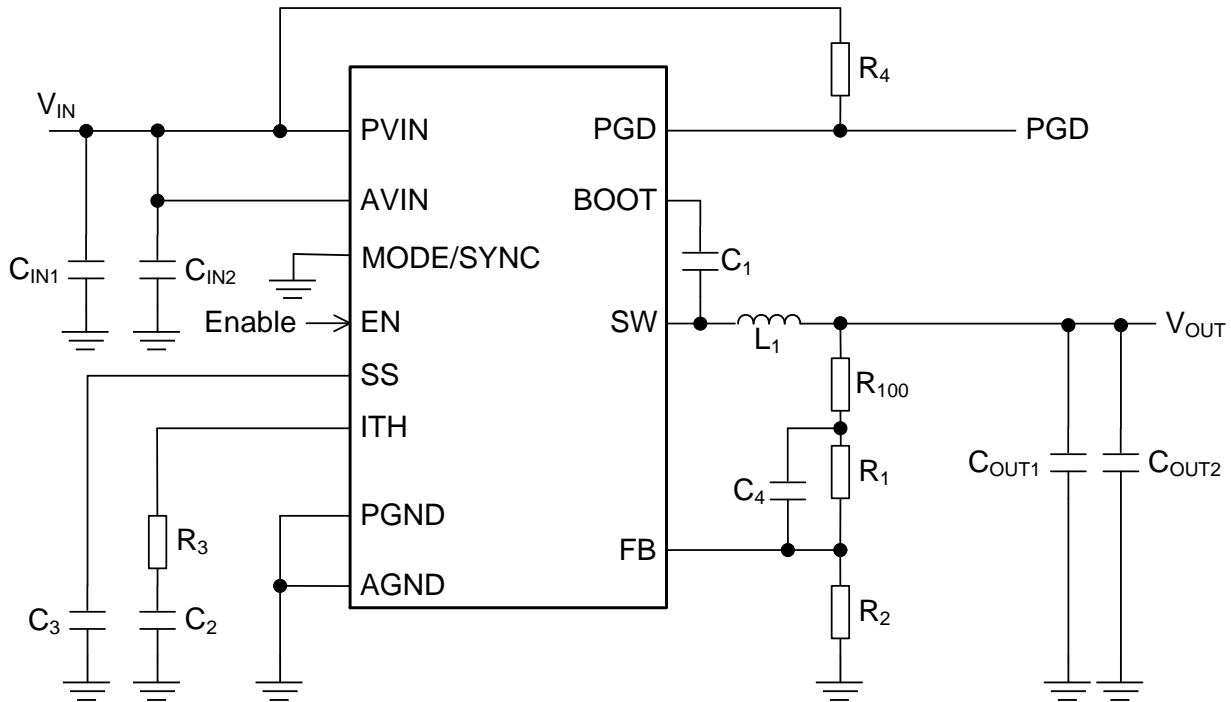 R4
VIN
PVIN
PGD
PGD
AVIN
BOOT
MODE/SYNC
CIN1
CIN2
C1
Enable
EN
SW
L1
VOUT
SS
R100
ITH
R1
COUT1
COUT2
C4
PGND
R3
FB
AGND
C3
C2
R2